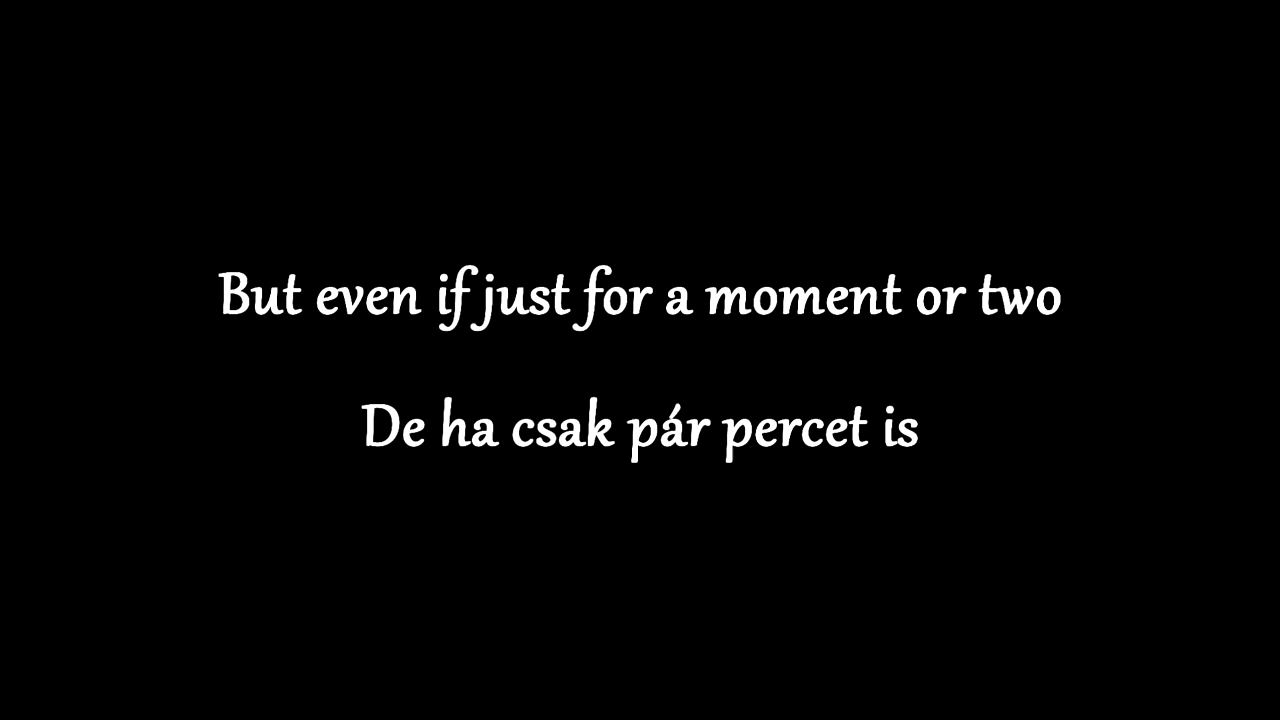 But even if just for a moment or two
De ha csak pár percet is